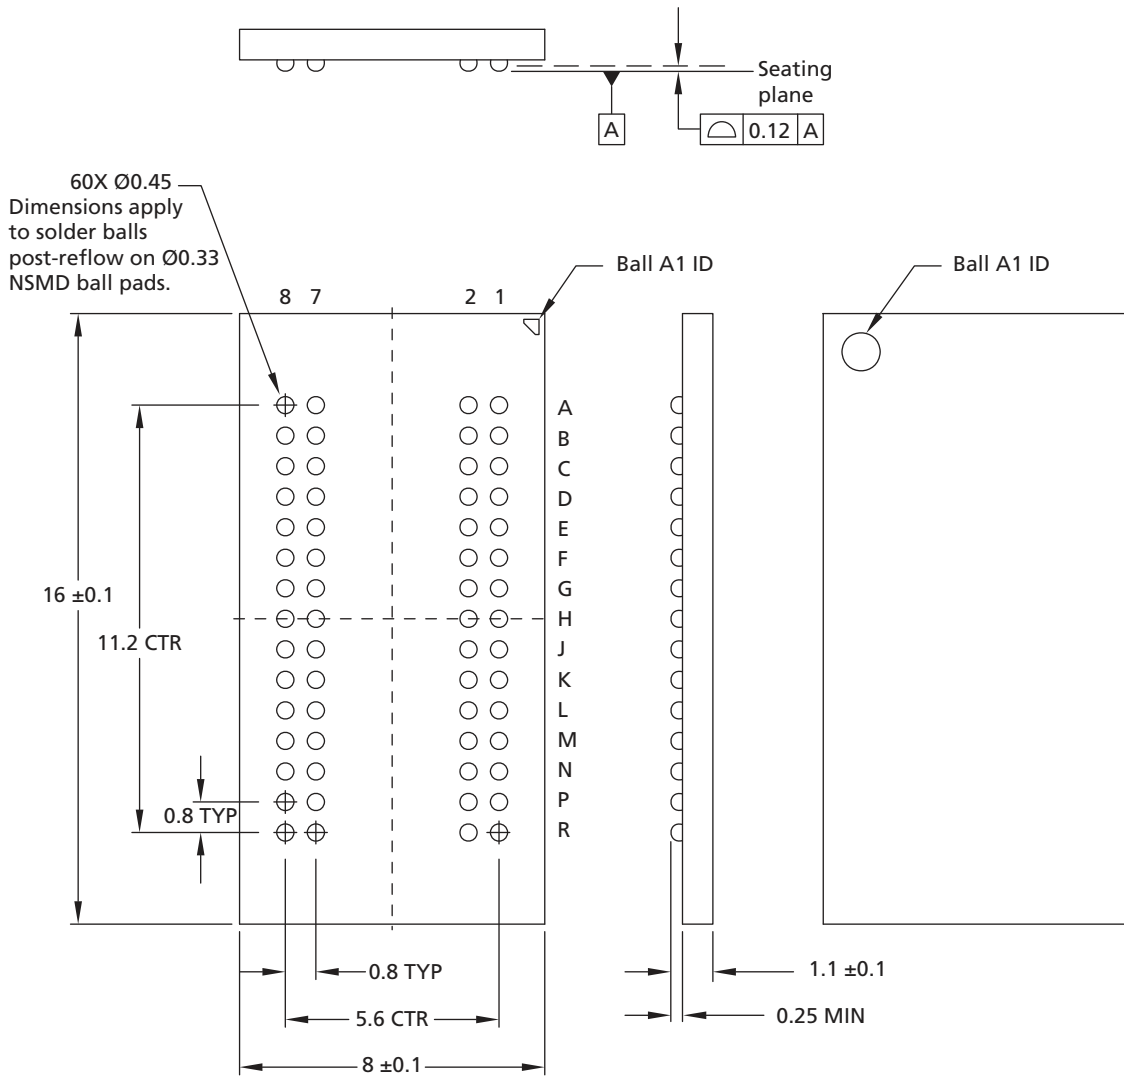 Seating
plane
A
0.12 A
60X Ø0.45
Dimensions apply
to solder balls
post-reflow on Ø0.33
NSMD ball pads.
Ball A1 ID
Ball A1 ID
8 7 2 1
A
B
C
D
E
F
G
H
J
K
L
M
N
P
R
16 ±0.1
11.2 CTR
0.8 TYP
0.8 TYP
5.6 CTR
8 ±0.1
1.1 ±0.1
0.25 MIN